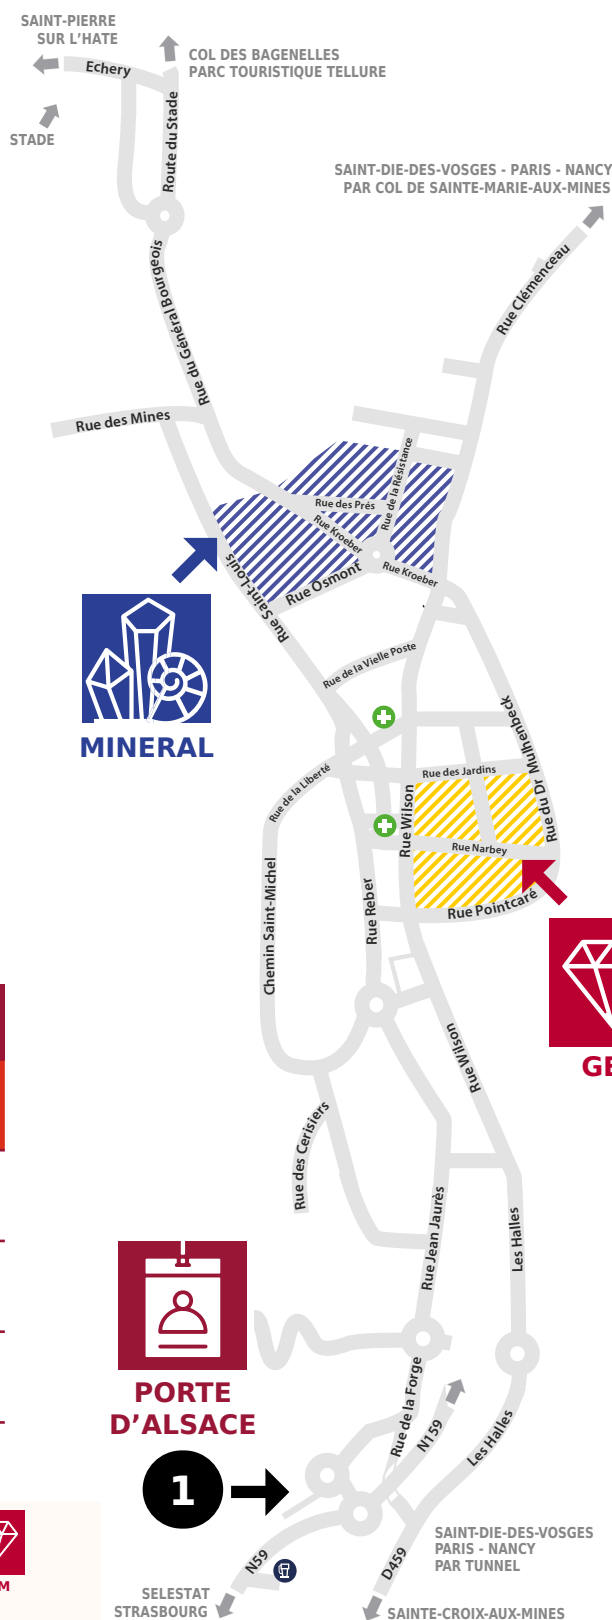 SAINT-PIERRE
SUR L'HATE
COL DES BAGENELLES
PARC TOURISTIQUE TELLURE
Echery
STADE
Route du Stade
SAINT-DIE-DES-VOSGES - PARIS - NANCY
PAR COL DE SAINTE-MARIE-AUX-MINES
Rue Clémenceau
Rue du Général Bourgeois
Rue des Mines
Rue de la Résistance
Rue des Prés
Rue Kroeber
Rue Kroeber
Rue Osmont
Rue Saint-Louis
MINERAL
Rue de la Vielle Poste
Rue du Dr Mulhenbeck
Rue de la Liberté
Rue des Jardins
Rue Wilson
Rue Narbey
Rue Pointcaré
Chemin Saint-Michel
Rue Reber
GE
Rue Wilson
Rue des Cerisiers
Rue Jean Jaurès
Les Halles
PORTE
D'ALSACE
Rue de la Forge
N159
Les Halles
1
N59
D459
SAINT-DIE-DES-VOSGES
PARIS - NANCY
PAR TUNNEL
M
SELESTAT
STRASBOURG
SAINTE-CROIX-AUX-MINES